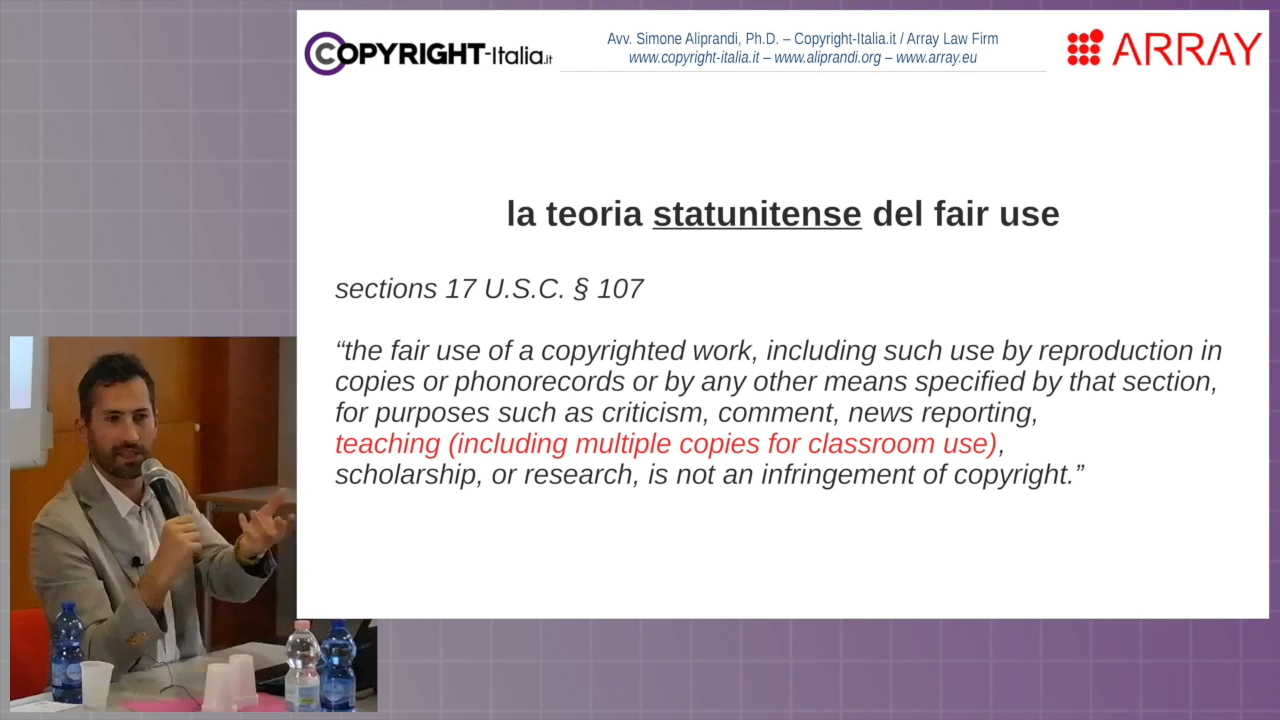 COPYRIGHT-Italia.it
Avv. Simone Aliprandi, Ph.D. – Copyright-Italia.it / Array Law Firm
www.copyright-italia.it – www.aliprandi.org – www.array.eu
ARRAY
la teoria statunitense del fair use
sections 17 U.S.C. § 107
“the fair use of a copyrighted work, including such use by reproduction in
copies or phonorecords or by any other means specified by that section,
for purposes such as criticism, comment, news reporting,
teaching (including multiple copies for classroom use),
scholarship, or research, is not an infringement of copyright.”